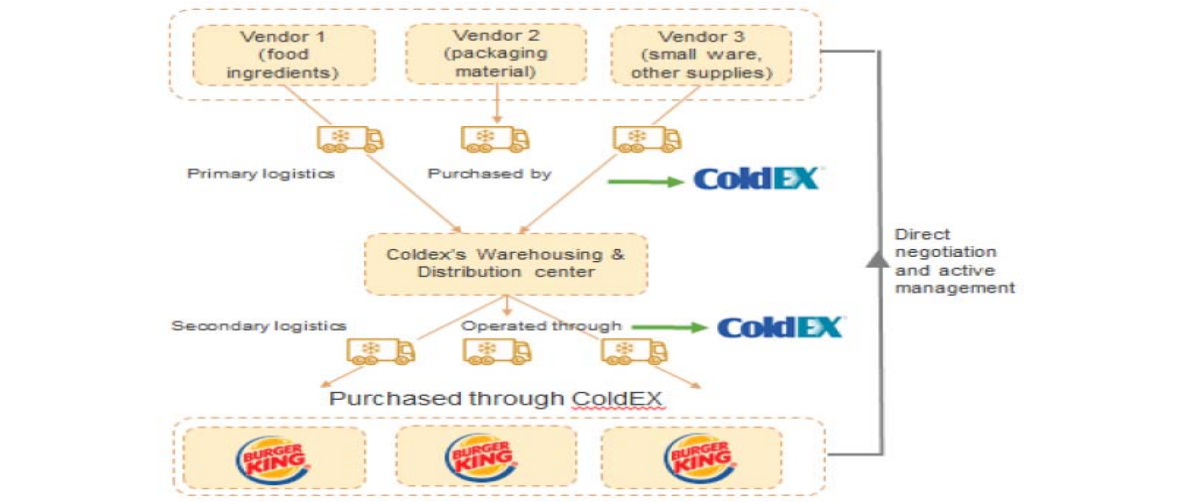 Vendor 1
(food
ingredients)
Vendor 2
(packaging
material)
Vendor 3
(small ware,
other supplies)
Primary logistics
Purchased by
ColdEX
Direct
negotiation
and active
management
Coldex's Warehousing &
Distribution center
Secondary logistics
Operated through
ColdEX
Purchased through ColdEX
BURGER
KING
BURGER
KING
BURGER
KING